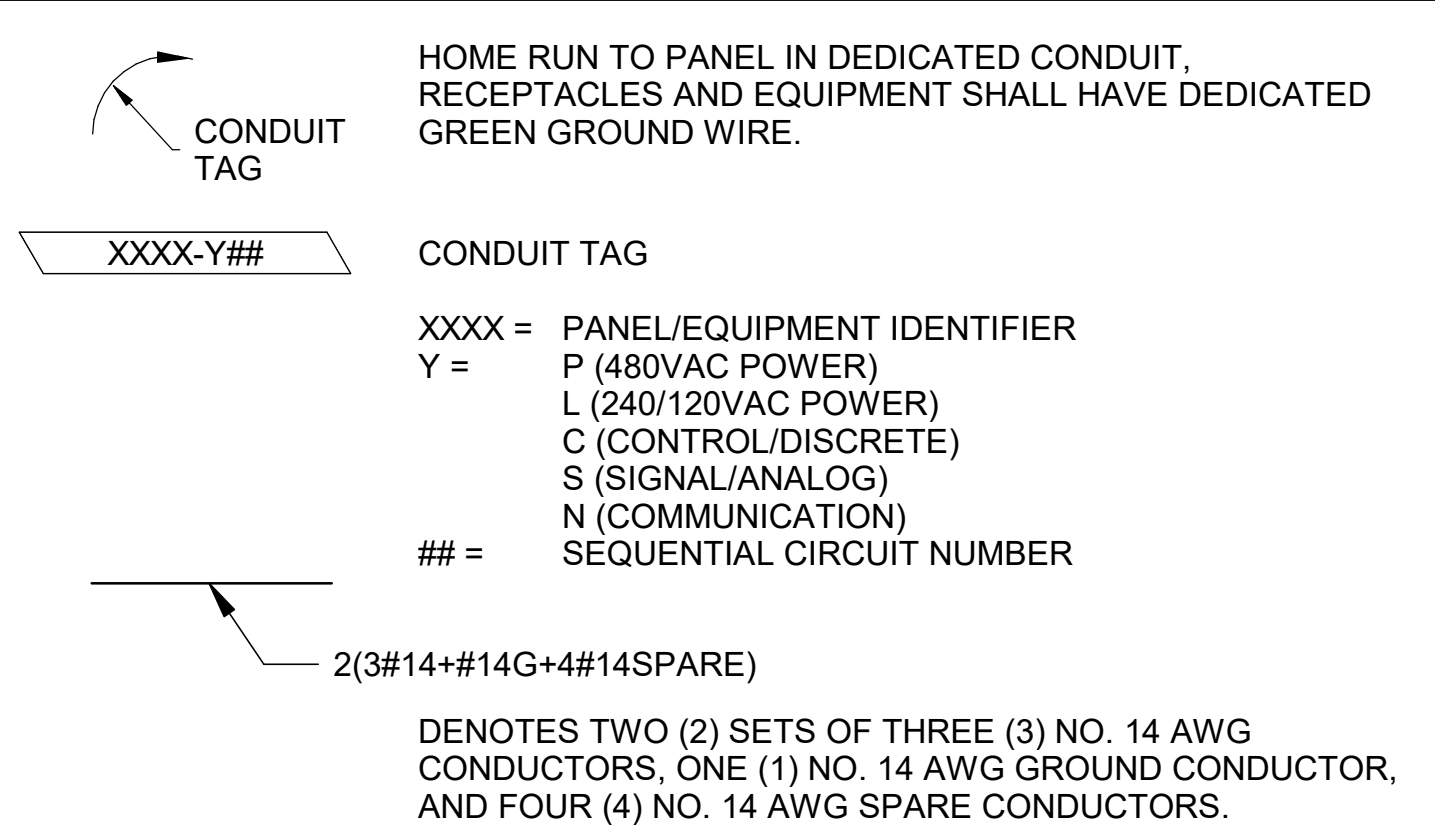 HOME RUN TO PANEL IN DEDICATED CONDUIT,
RECEPTACLES AND EQUIPMENT SHALL HAVE DEDICATED
GREEN GROUND WIRE.
CONDUIT
TAG
XXXX-Y##
CONDUIT TAG
XXXX = PANEL/EQUIPMENT IDENTIFIER
Y = P (480VAC POWER)
L (240/120VAC POWER)
C (CONTROL/DISCRETE)
S (SIGNAL/ANALOG)
N (COMMUNICATION)
## = SEQUENTIAL CIRCUIT NUMBER
2(3#14+#14G+4#14SPARE)
DENOTES TWO (2) SETS OF THREE (3) NO. 14 AWG
CONDUCTORS, ONE (1) NO. 14 AWG GROUND CONDUCTOR,
AND FOUR (4) NO. 14 AWG SPARE CONDUCTORS.